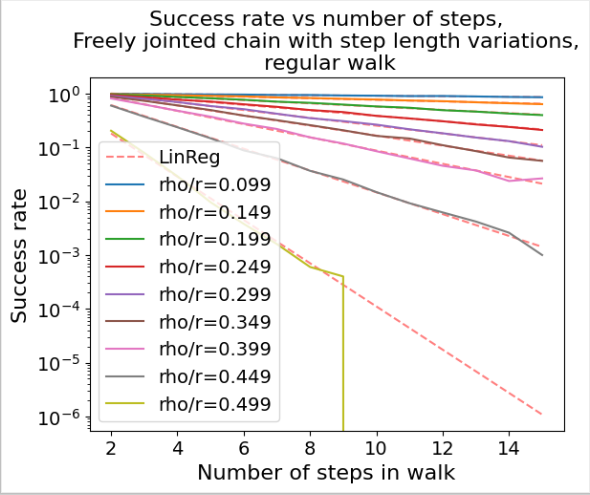 Success rate vs number of steps,
Freely jointed chain with step length variations,
regular walk
Success rate
10⁰
10⁻¹
10⁻²
10⁻³
10⁻⁴
10⁻⁵
10⁻⁶
LinReg
rho/r=0.099
rho/r=0.149
rho/r=0.199
rho/r=0.249
rho/r=0.299
rho/r=0.349
rho/r=0.399
rho/r=0.449
rho/r=0.499
2 4 6 8 10 12 14
Number of steps in walk